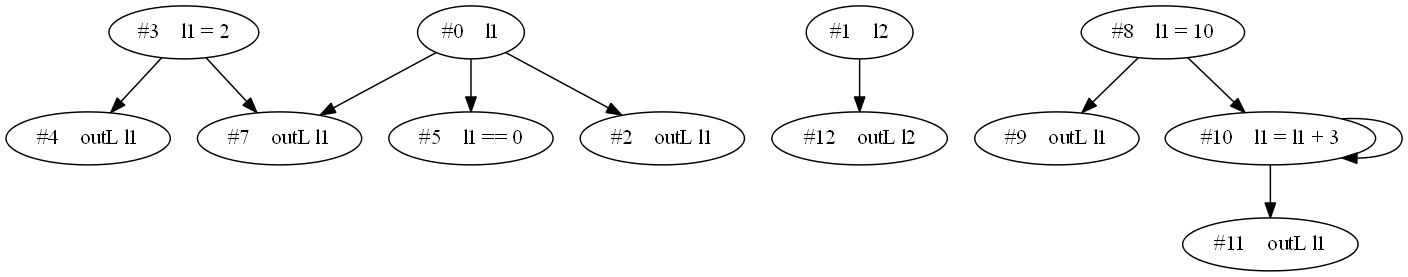 #3 l1 = 2
#0 l1
#1 l2
#8 l1 = 10
#4 outL l1
#7 outL l1
#5 l1 == 0
#2 outL l1
#12 outL l2
#9 outL l1
#10 l1 = l1 + 3
#11 outL l1